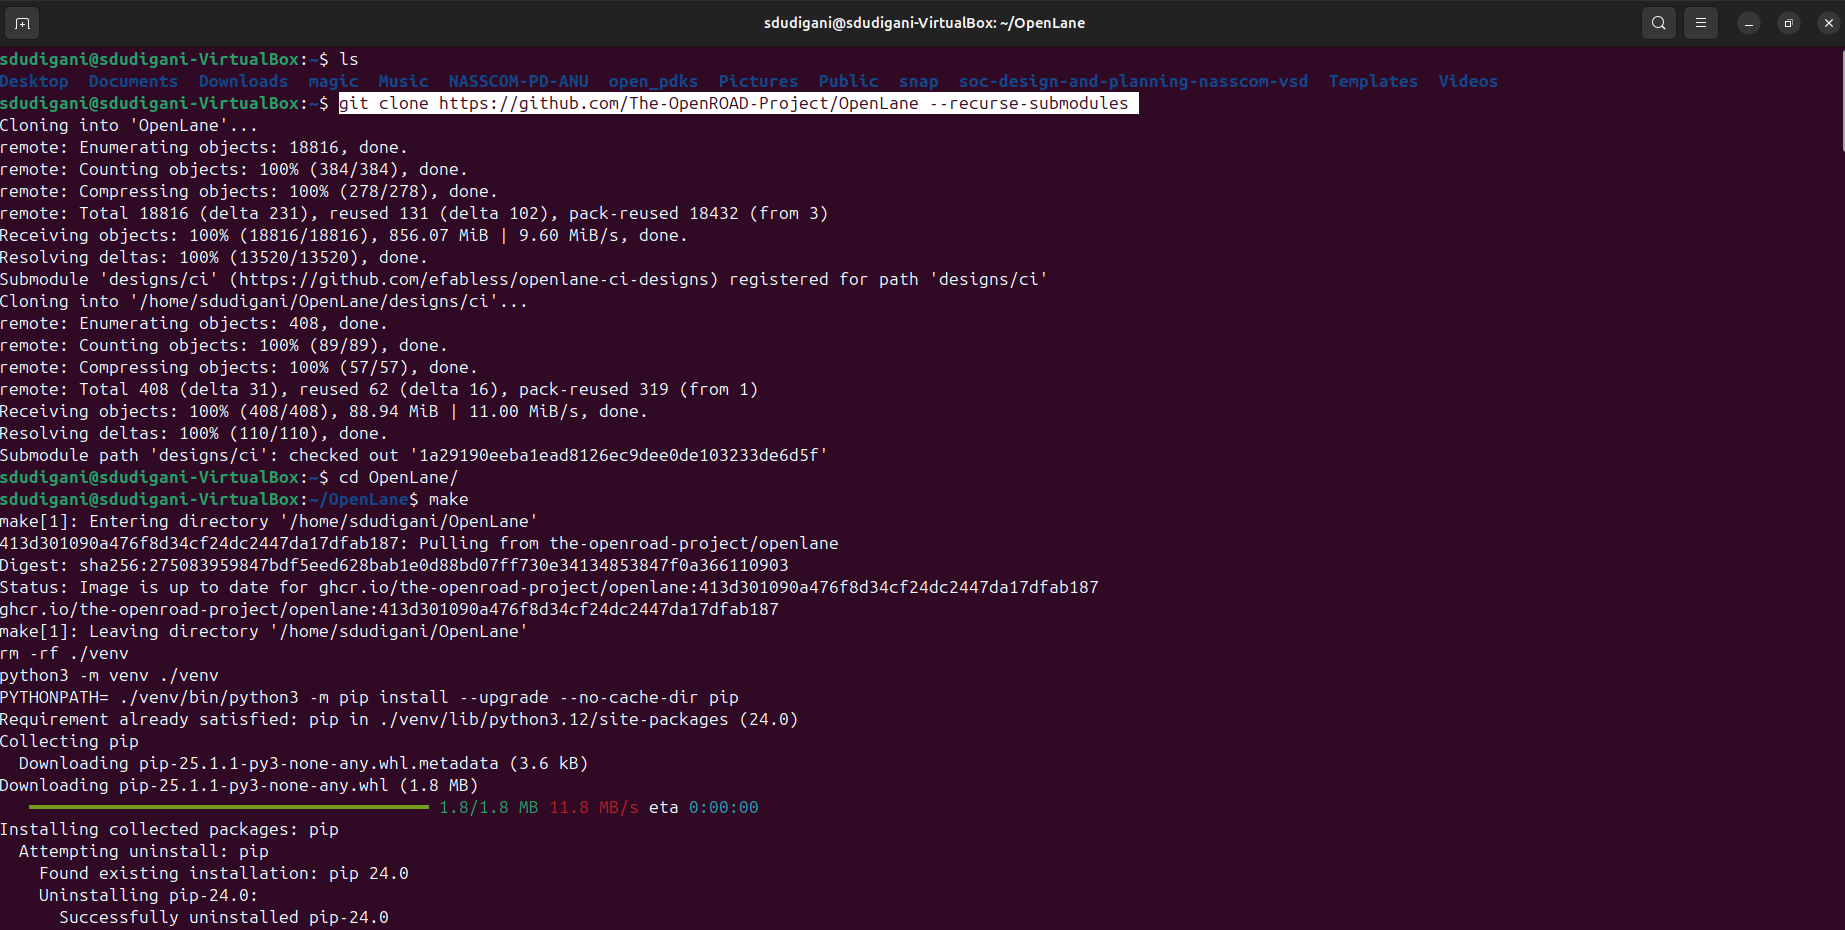 sdudigani@sdudigani-VirtualBox: ~/OpenLane
sdudigani@sdudigani-VirtualBox:~$ ls
Desktop  Documents  Downloads  magic  Music  NASSCOM-PD-ANU  open_pdks  Pictures  Public  snap  soc-design-and-planning-nasscom-vsd  Templates  Videos
sdudigani@sdudigani-VirtualBox:~$ git clone https://github.com/The-OpenROAD-Project/OpenLane --recurse-submodules
Cloning into 'OpenLane'...
remote: Enumerating objects: 18816, done.
remote: Counting objects: 100% (384/384), done.
remote: Compressing objects: 100% (278/278), done.
remote: Total 18816 (delta 231), reused 131 (delta 102), pack-reused 18432 (from 3)
Receiving objects: 100% (18816/18816), 856.07 MiB | 9.60 MiB/s, done.
Resolving deltas: 100% (13520/13520), done.
Submodule 'designs/ci' (https://github.com/efabless/openlane-ci-designs) registered for path 'designs/ci'
Cloning into '/home/sdudigani/OpenLane/designs/ci'...
remote: Enumerating objects: 408, done.
remote: Counting objects: 100% (89/89), done.
remote: Compressing objects: 100% (57/57), done.
remote: Total 408 (delta 31), reused 62 (delta 16), pack-reused 319 (from 1)
Receiving objects: 100% (408/408), 88.94 MiB | 11.00 MiB/s, done.
Resolving deltas: 100% (110/110), done.
Submodule path 'designs/ci': checked out '1a29190eeba1ead8126ec9dee0de103233de6d5f'
sdudigani@sdudigani-VirtualBox:~$ cd OpenLane/
sdudigani@sdudigani-VirtualBox:~/OpenLane$ make
make[1]: Entering directory '/home/sdudigani/OpenLane'
413d301090a476f8d34cf24dc2447da17dfab187: Pulling from the-openroad-project/openlane
Digest: sha256:275083959847bdf5eed628bab1e0d88bd07ff730e34134853847f0a366110903
Status: Image is up to date for ghcr.io/the-openroad-project/openlane:413d301090a476f8d34cf24dc2447da17dfab187
ghcr.io/the-openroad-project/openlane:413d301090a476f8d34cf24dc2447da17dfab187
make[1]: Leaving directory '/home/sdudigani/OpenLane'
rm -rf ./venv
python3 -m venv ./venv
PYTHONPATH= ./venv/bin/python3 -m pip install --upgrade --no-cache-dir pip
Requirement already satisfied: pip in ./venv/lib/python3.12/site-packages (24.0)
Collecting pip
  Downloading pip-25.1.1-py3-none-any.whl.metadata (3.6 kB)
Downloading pip-25.1.1-py3-none-any.whl (1.8 MB)
1.8/1.8 MB 11.8 MB/s eta 0:00:00
Installing collected packages: pip
  Attempting uninstall: pip
    Found existing installation: pip 24.0
    Uninstalling pip-24.0:
      Successfully uninstalled pip-24.0